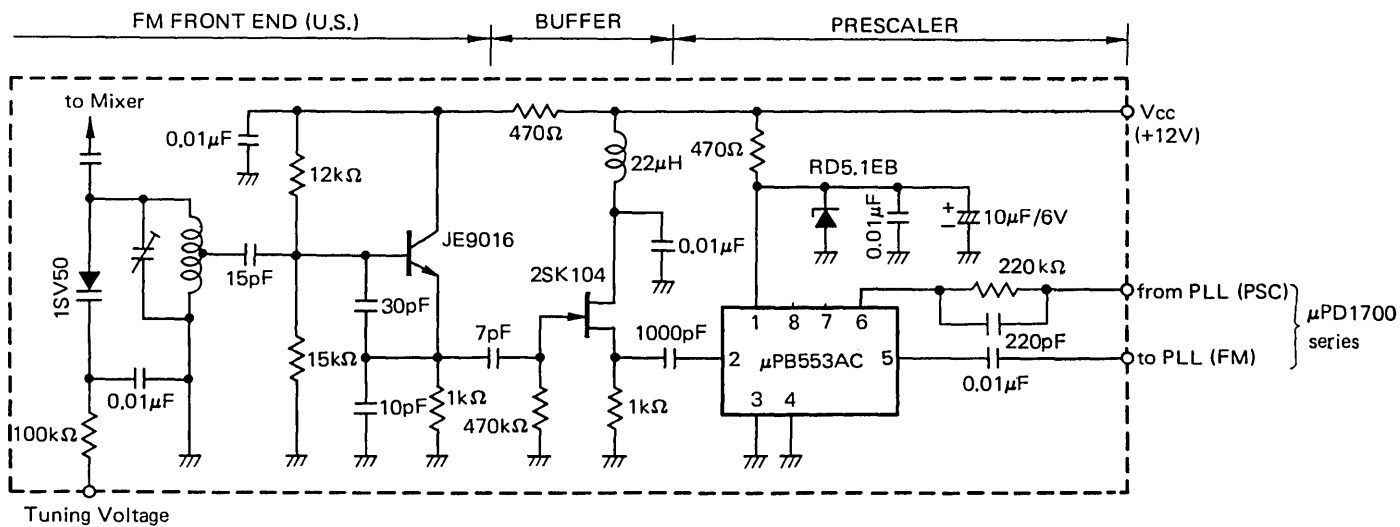 FM FRONT END (U.S.)
BUFFER
PRESCALER
to Mixer
0.01μF
12kΩ
470Ω
22μH
470Ω
Vcc
(+12V)
RD5.1EB
0.01μF
+
−
10μF/6V
JE9016
0.01μF
15pF
1SV50
30pF
2SK104
220kΩ
from PLL (PSC)
220pF
μPD1700
series
1 8 7 6
7pF
1000pF
2 μPB553AC 5
to PLL (FM)
0.01μF
15kΩ
3 4
0.01μF
10pF
1kΩ
470kΩ
1kΩ
100kΩ
Tuning Voltage